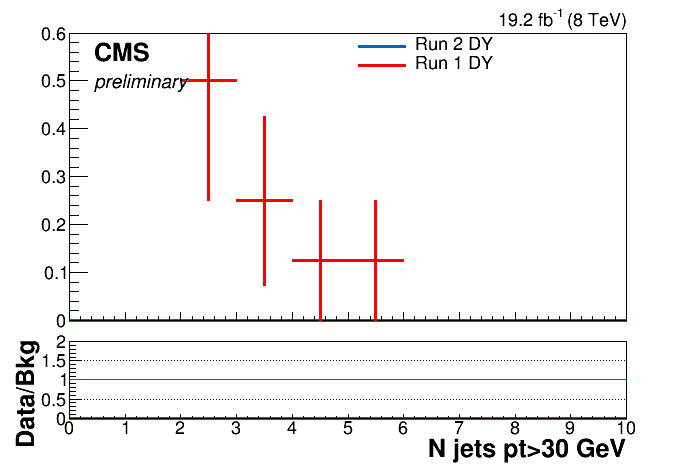 19.2 fb⁻¹ (8 TeV)
CMS
preliminary
Run 2 DY
Run 1 DY
0.6
0.5
0.4
0.3
0.2
0.1
0
Data/Bkg
2
1.5
1
0.5
0
0 1 2 3 4 5 6 7 8 9 10
N jets pt>30 GeV